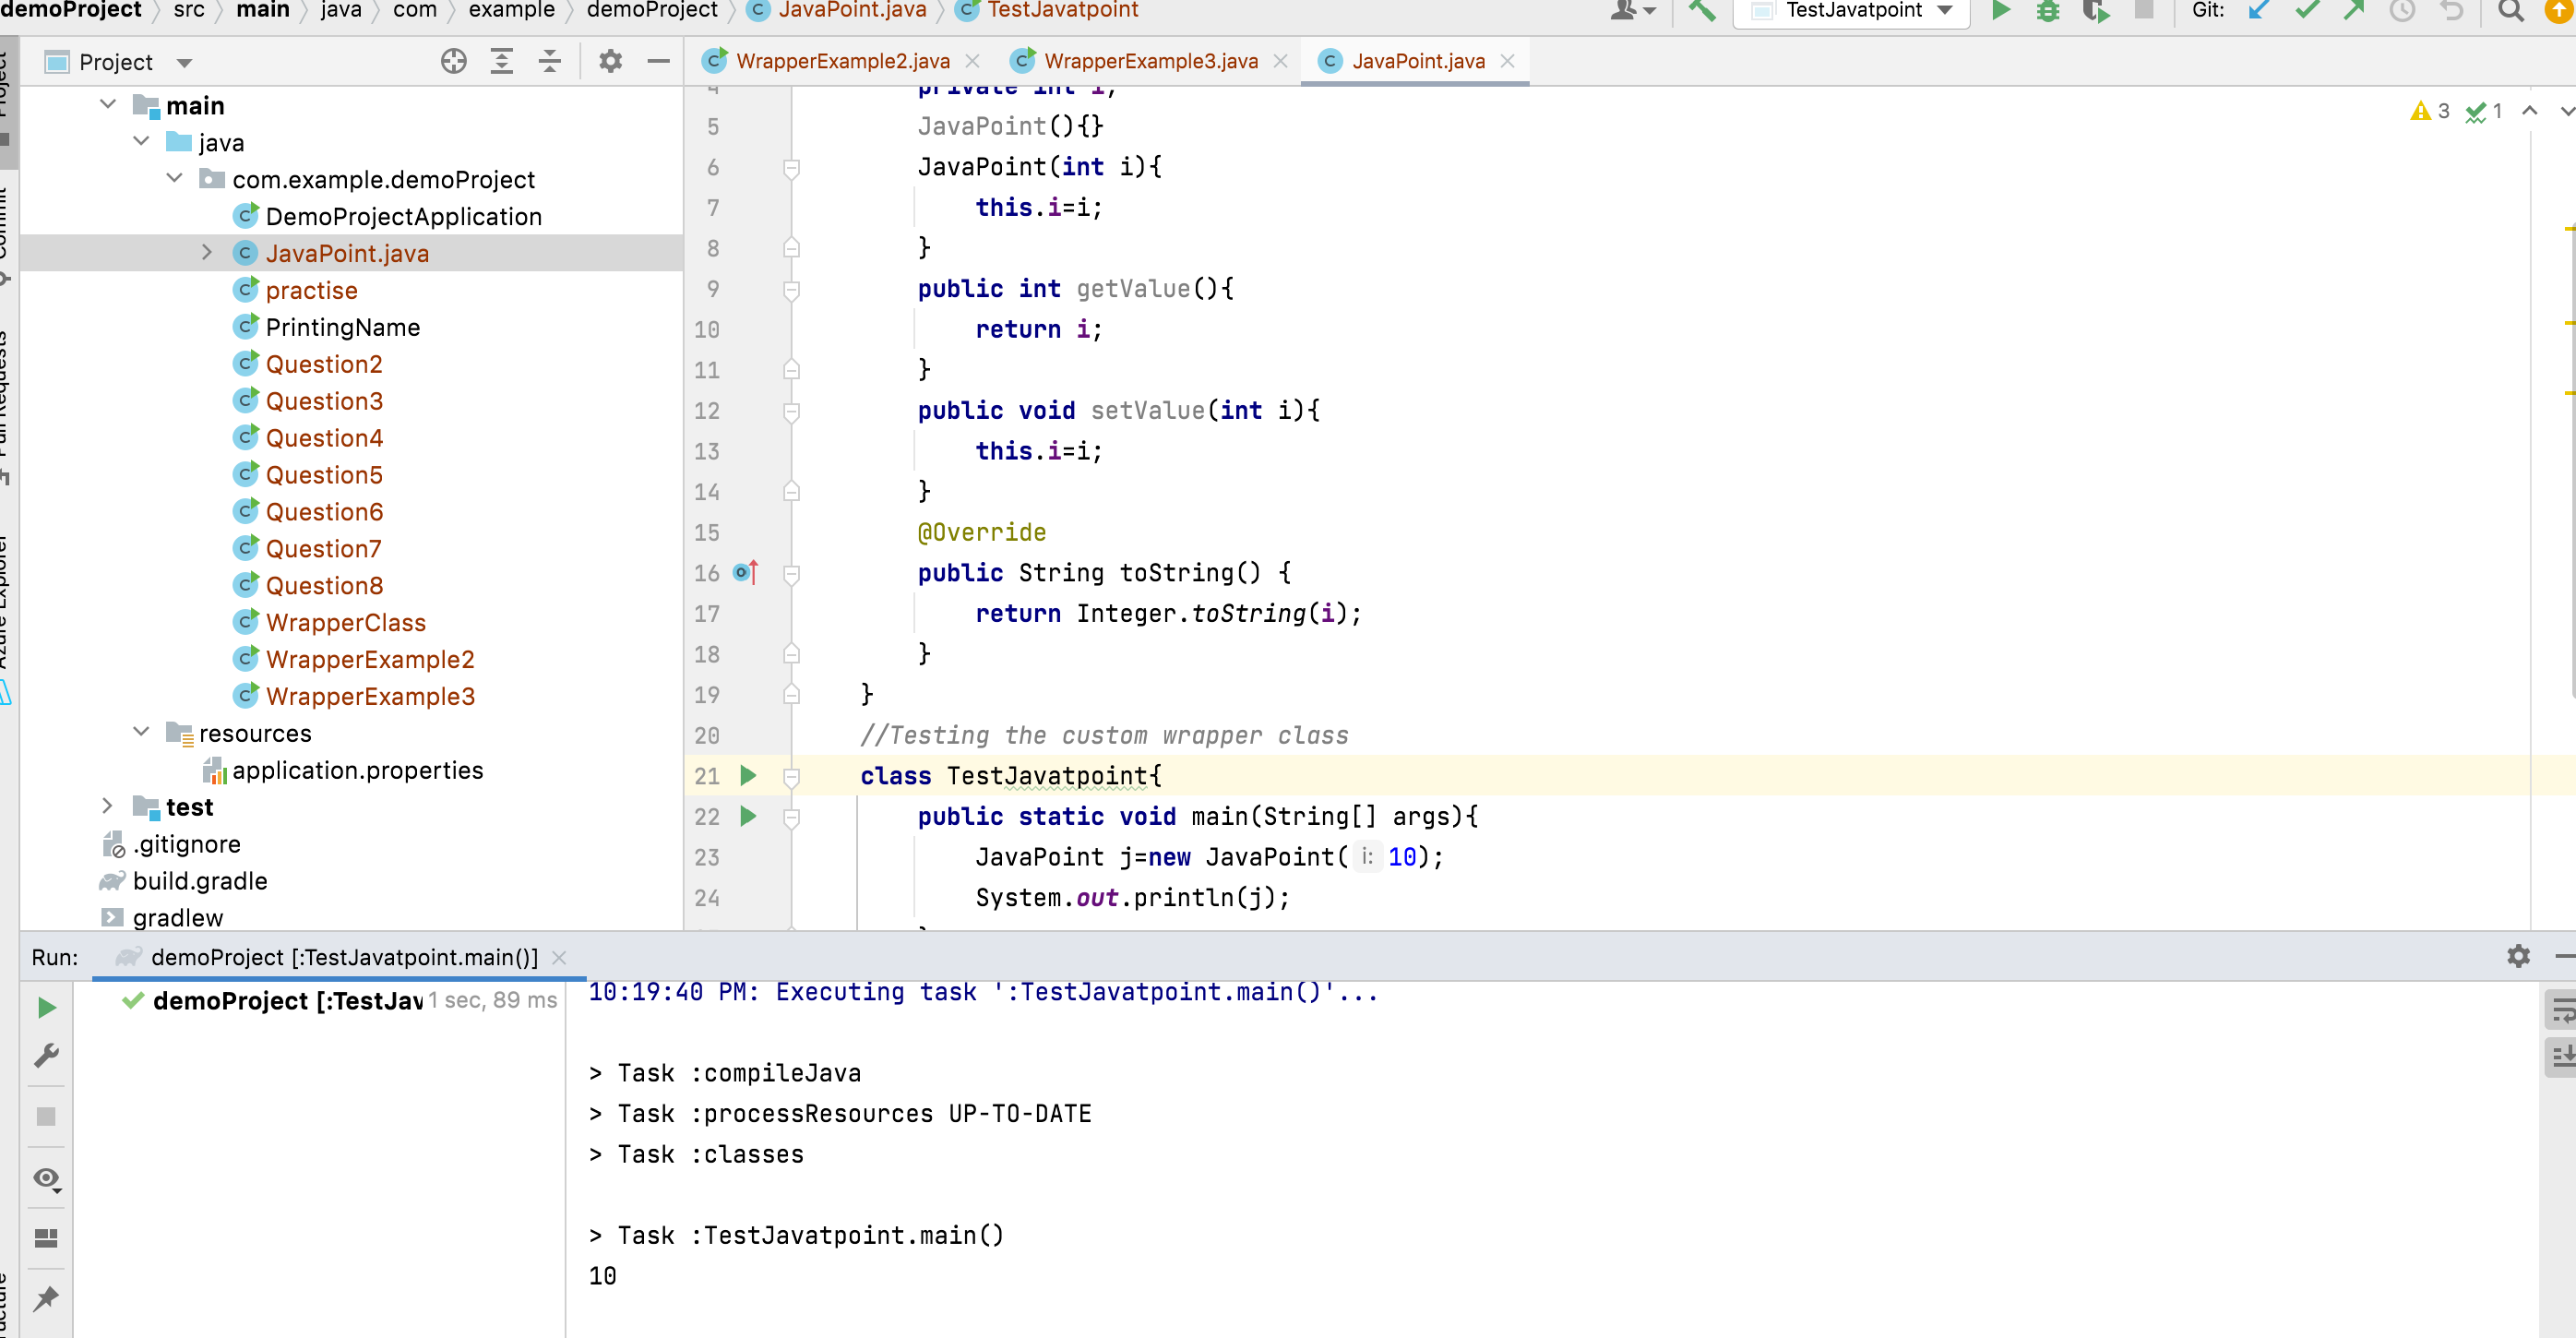 demoProject src main java com example demoProject JavaPoint.java TestJavatpoint
TestJavatpoint Git:
Project
WrapperExample2.java WrapperExample3.java JavaPoint.java
Project
Commit
Pull Requests
Azure Explorer
main
java
com.example.demoProject
DemoProjectApplication
JavaPoint.java
practise
PrintingName
Question2
Question3
Question4
Question5
Question6
Question7
Question8
WrapperClass
WrapperExample2
WrapperExample3
resources
application.properties
test
.gitignore
build.gradle
gradlew
3 1
4 private int i;
5 JavaPoint(){}
6 JavaPoint(int i){
7 this.i=i;
8 }
9 public int getValue(){
10 return i;
11 }
12 public void setValue(int i){
13 this.i=i;
14 }
15 @Override
16 public String toString() {
17 return Integer.toString(i);
18 }
19 }
20 //Testing the custom wrapper class
21 class TestJavatpoint{
22 public static void main(String[] args){
23 JavaPoint j=new JavaPoint( i: 10);
24 System.out.println(j);
Run: demoProject [:TestJavatpoint.main()]
demoProject [:TestJav 1 sec, 89 ms
10:19:40 PM: Executing task ':TestJavatpoint.main()'...
> Task :compileJava
> Task :processResources UP-TO-DATE
> Task :classes
> Task :TestJavatpoint.main()
10